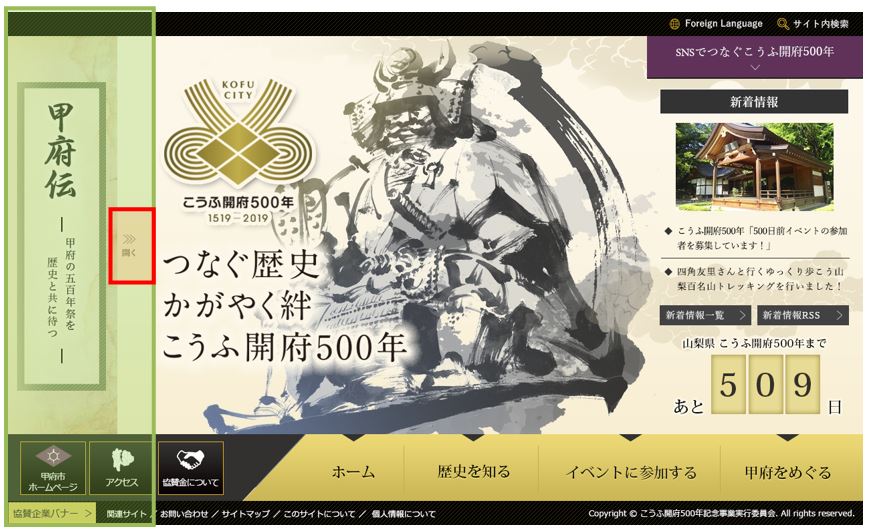 Foreign Language
サイト内検索
甲府伝
甲府の五百年祭を
歴史と共に待つ
開く
KOFU
CITY
こうふ開府500年
1519-2019
つなぐ歴史
かがやく絆
こうふ開府500年
SNSでつなぐこうふ開府500年
新着情報
◆ こうふ開府500年「500日前イベントの参加
者を募集しています！」
◆ 四角友里さんと行くゆっくり歩こう山
梨百名山トレッキングを行いました！
新着情報一覧
新着情報RSS
山梨県 こうふ開府500年まで
あと 509 日
甲府市
ホームページ
アクセス
協賛金について
ホーム
歴史を知る
イベントに参加する
甲府をめぐる
協賛企業バナー >
関連サイト / お問い合わせ / サイトマップ / このサイトについて / 個人情報について
Copyright © こうふ開府500年記念事業実行委員会. All rights reserved.